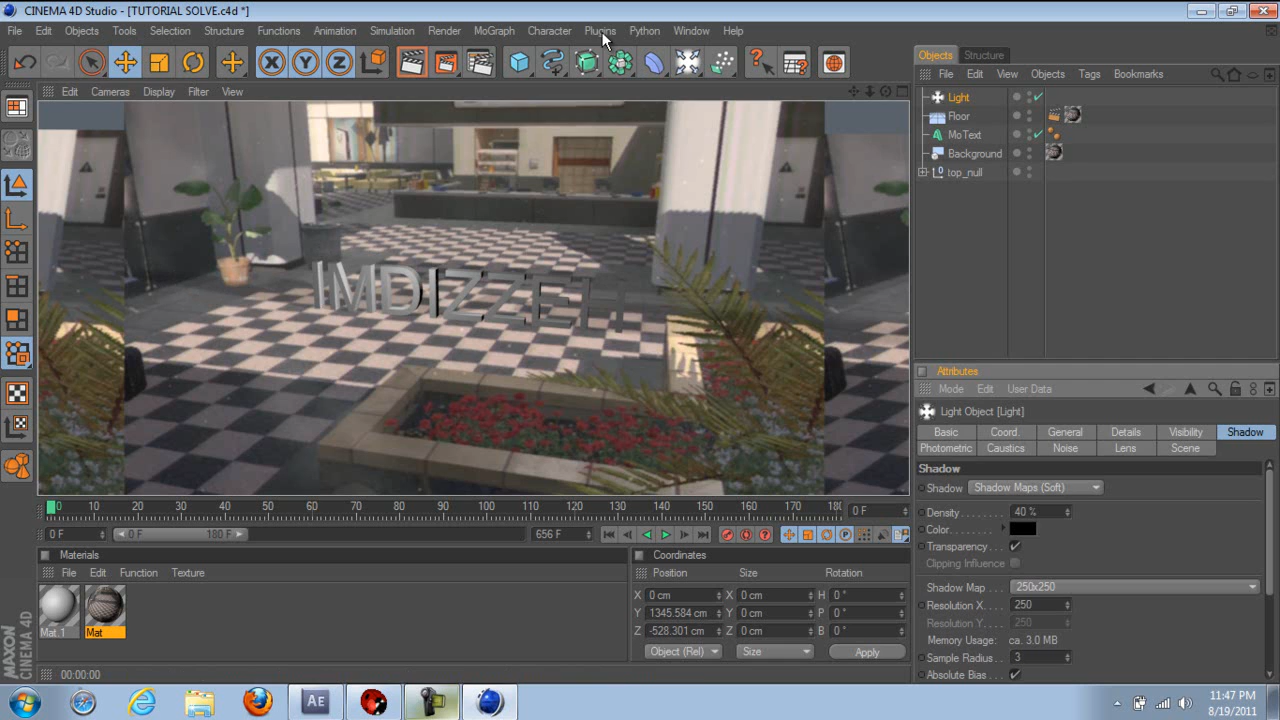 CINEMA 4D Studio - [TUTORIAL SOLVE.c4d *]
File Edit Objects Tools Selection Structure Functions Animation Simulation Render MoGraph Character Plugins Python Window Help
Objects Structure
File Edit View Objects Tags Bookmarks
Edit Cameras Display Filter View
Light
Floor
MoText
Background
top_null
IMDIZZEH
Attributes
Mode Edit User Data
Light Object [Light]
Basic Coord. General Details Visibility Shadow
Photometric Caustics Noise Lens Scene
Shadow
Shadow Shadow Maps (Soft)
Density 40 %
Color
Transparency
Clipping Influence
Shadow Map 250x250
Resolution X 250
Resolution Y 250
Memory Usage: ca. 3.0 MB
Sample Radius 3
Absolute Bias
0 10 20 30 40 50 60 70 80 90 100 110 120 130 140 150 160 170 18 0 F
0 F 0 F 180 F 656 F
Materials
File Edit Function Texture
Mat.1 Mat
Coordinates
Position Size Rotation
X 0 cm X 0 cm H 0 °
Y 1345.584 cm Y 0 cm P 0 °
Z -528.301 cm Z 0 cm B 0 °
Object (Rel) Size Apply
MAXON CINEMA 4D
00:00:00
Ae
11:47 PM
8/19/2011